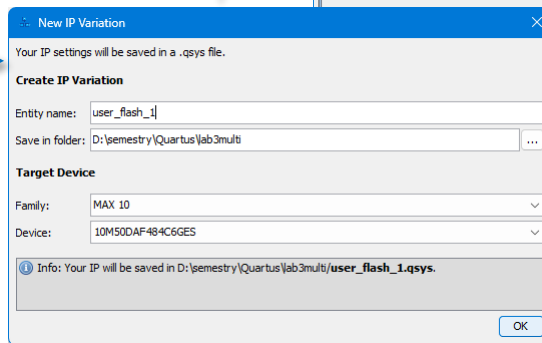 New IP Variation
Your IP settings will be saved in a .qsys file.
Create IP Variation
Entity name: user_flash_1
Save in folder: D:\semestry\Quartus\lab3multi ...
Target Device
Family: MAX 10
Device: 10M50DAF484C6GES
Info: Your IP will be saved in D:\semestry\Quartus\lab3multi/user_flash_1.qsys.
OK